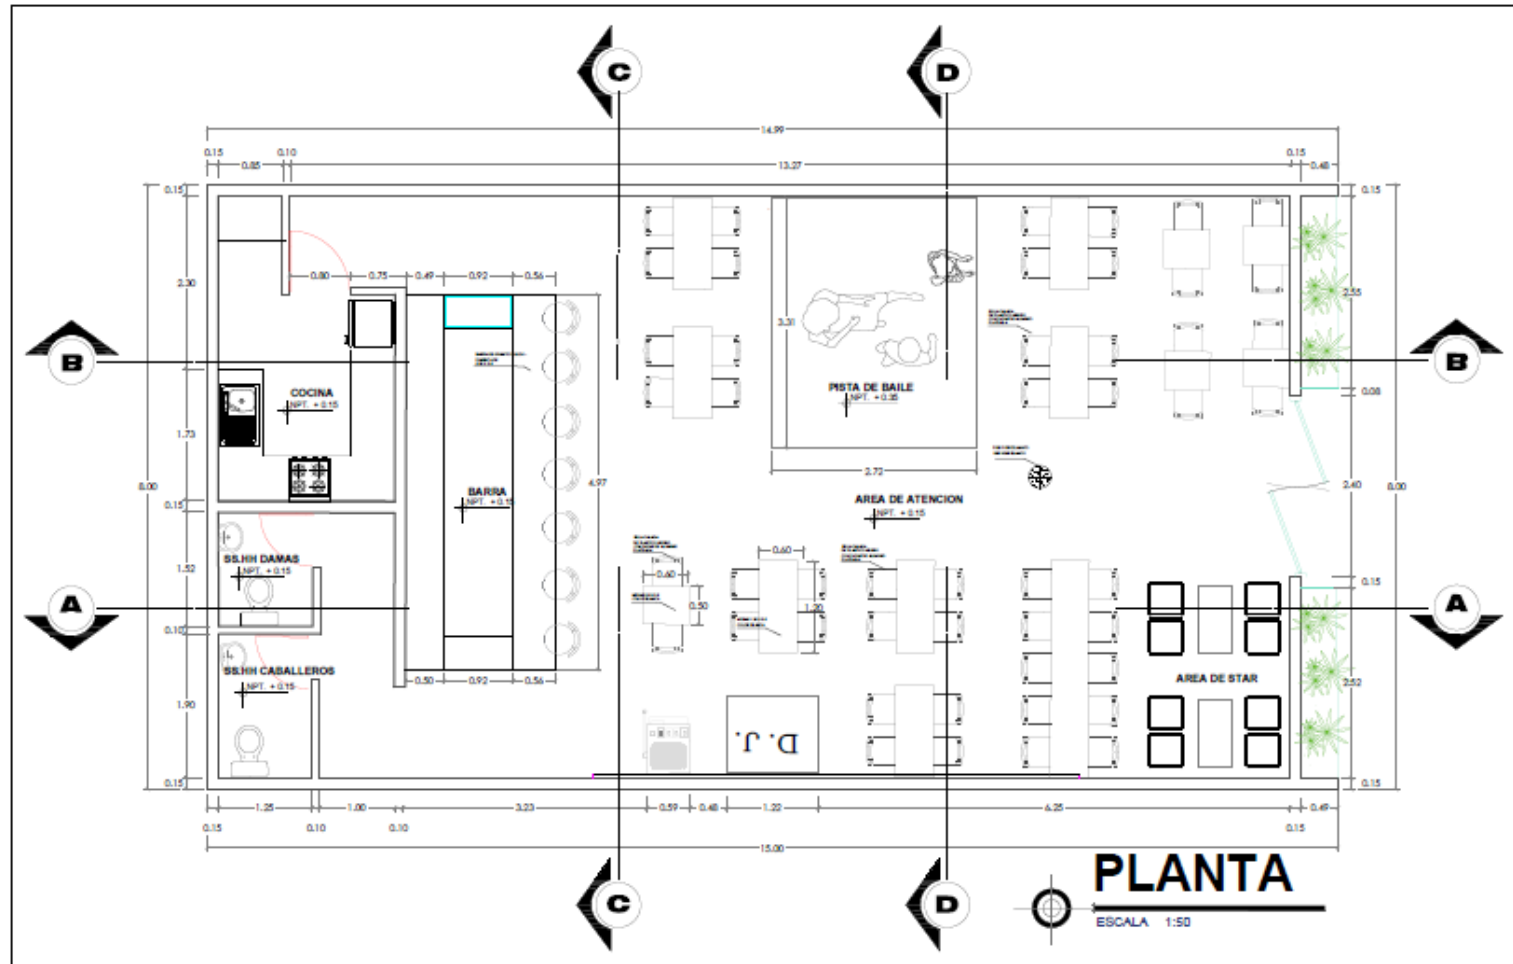 C
D
14.99
0.15
0.85
0.10
13.27
0.15
0.48
0.15
0.15
0.80
0.75
0.49
0.92
0.56
2.30
2.55
3.31
B
B
COCINA
NPT. + 0.15
PISTA DE BAILE
NPT. + 0.35
0.08
1.73
2.72
8.00
BARRA
NPT. + 0.15
4.97
AREA DE ATENCION
NPT. + 0.15
2.40
8.00
0.15
SS.HH DAMAS
NPT. + 0.15
1.52
0.60
0.60
0.50
1.20
0.15
A
A
0.10
SS.HH CABALLEROS
NPT. + 0.15
0.50
0.92
0.56
AREA DE STAR
2.52
1.90
D. J.
0.15
0.15
1.25
1.00
3.23
0.59
0.48
1.22
6.25
0.49
0.15
0.10
0.10
0.15
15.00
C
D
PLANTA
ESCALA 1:50